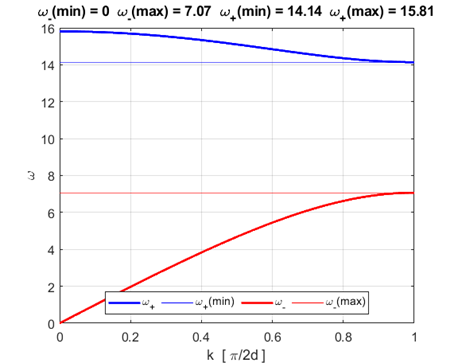 ω-(min) = 0 ω-(max) = 7.07 ω+(min) = 14.14 ω+(max) = 15.81
16
14
12
10
8
6
4
2
0
ω
ω+ ω+(min) ω- ω-(max)
0 0.2 0.4 0.6 0.8 1
k [ π/2d ]